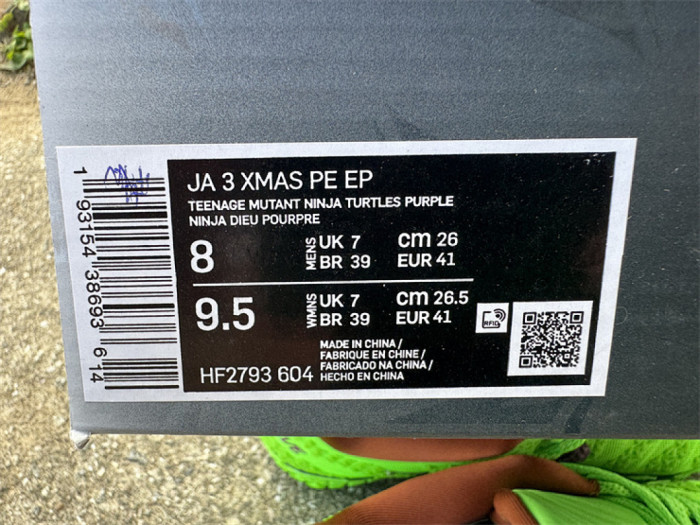 JA 3 XMAS PE EP
TEENAGE MUTANT NINJA TURTLES PURPLE
NINJA DIEU POURPRE
8 MENS UK 7 cm 26
BR 39 EUR 41
9.5 WMNS UK 7 cm 26.5
BR 39 EUR 41
RFID
HF2793 604
MADE IN CHINA/
FABRIQUE EN CHINE/
FABRICADO NA CHINA/
HECHO EN CHINA
1 93154 38693 614